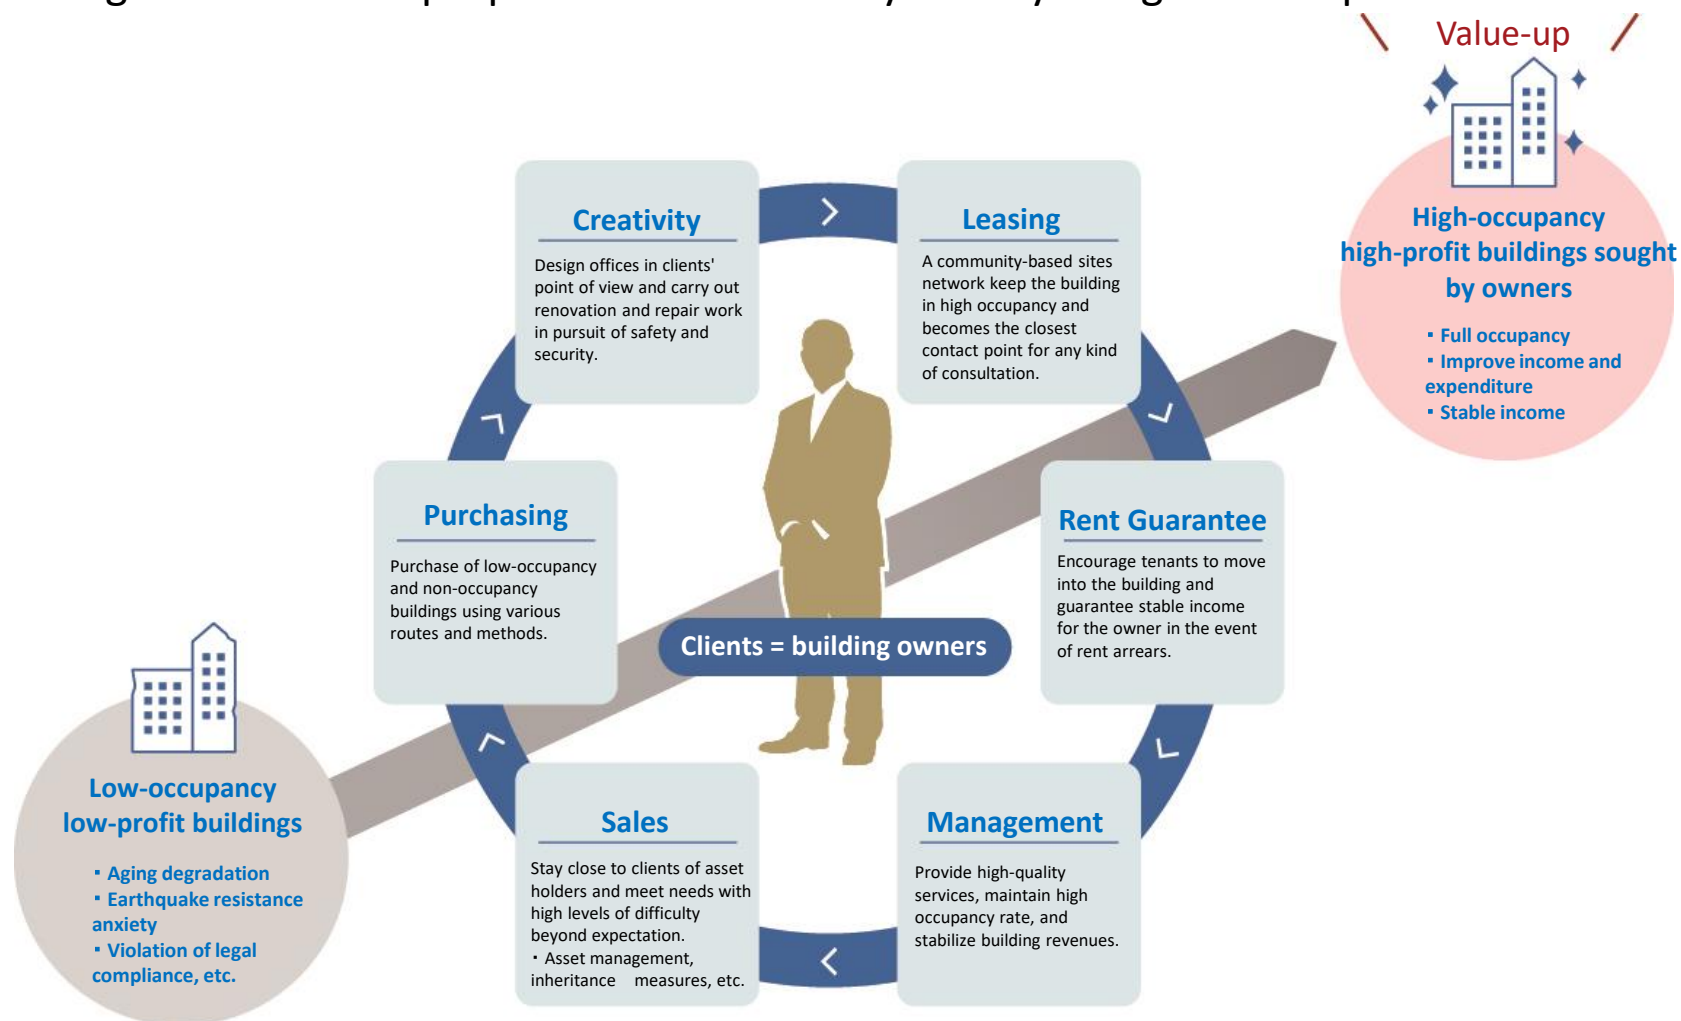 Value-up
High-occupancy
high-profit buildings sought
by owners
・Full occupancy
・Improve income and
expenditure
・Stable income
Creativity
Design offices in clients'
point of view and carry out
renovation and repair work
in pursuit of safety and
security.
Leasing
A community-based sites
network keep the building
in high occupancy and
becomes the closest
contact point for any kind
of consultation.
Purchasing
Purchase of low-occupancy
and non-occupancy
buildings using various
routes and methods.
Rent Guarantee
Encourage tenants to move
into the building and
guarantee stable income
for the owner in the event
of rent arrears.
Clients = building owners
Low-occupancy
low-profit buildings
・Aging degradation
・Earthquake resistance
anxiety
・Violation of legal
compliance, etc.
Sales
Stay close to clients of asset
holders and meet needs with
high levels of difficulty
beyond expectation.
・Asset management,
inheritance measures, etc.
Management
Provide high-quality
services, maintain high
occupancy rate, and
stabilize building revenues.